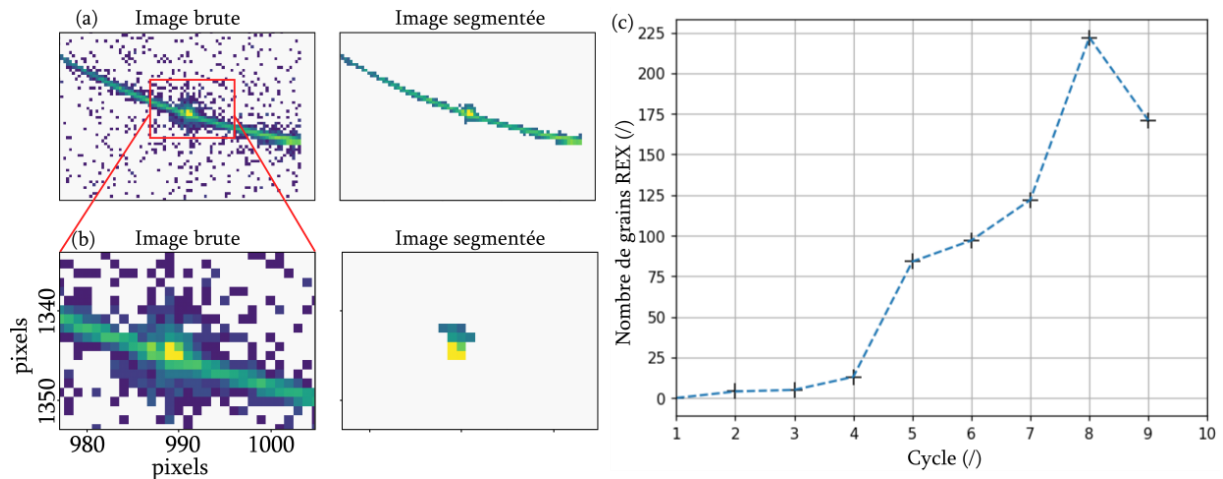 (a) Image brute
Image segmentée
(b) Image brute
Image segmentée
pixels
1340
1350
980 990 1000
pixels
(c)
Nombre de grains REX (/)
225
200
175
150
125
100
75
50
25
0
1 2 3 4 5 6 7 8 9 10
Cycle (/)